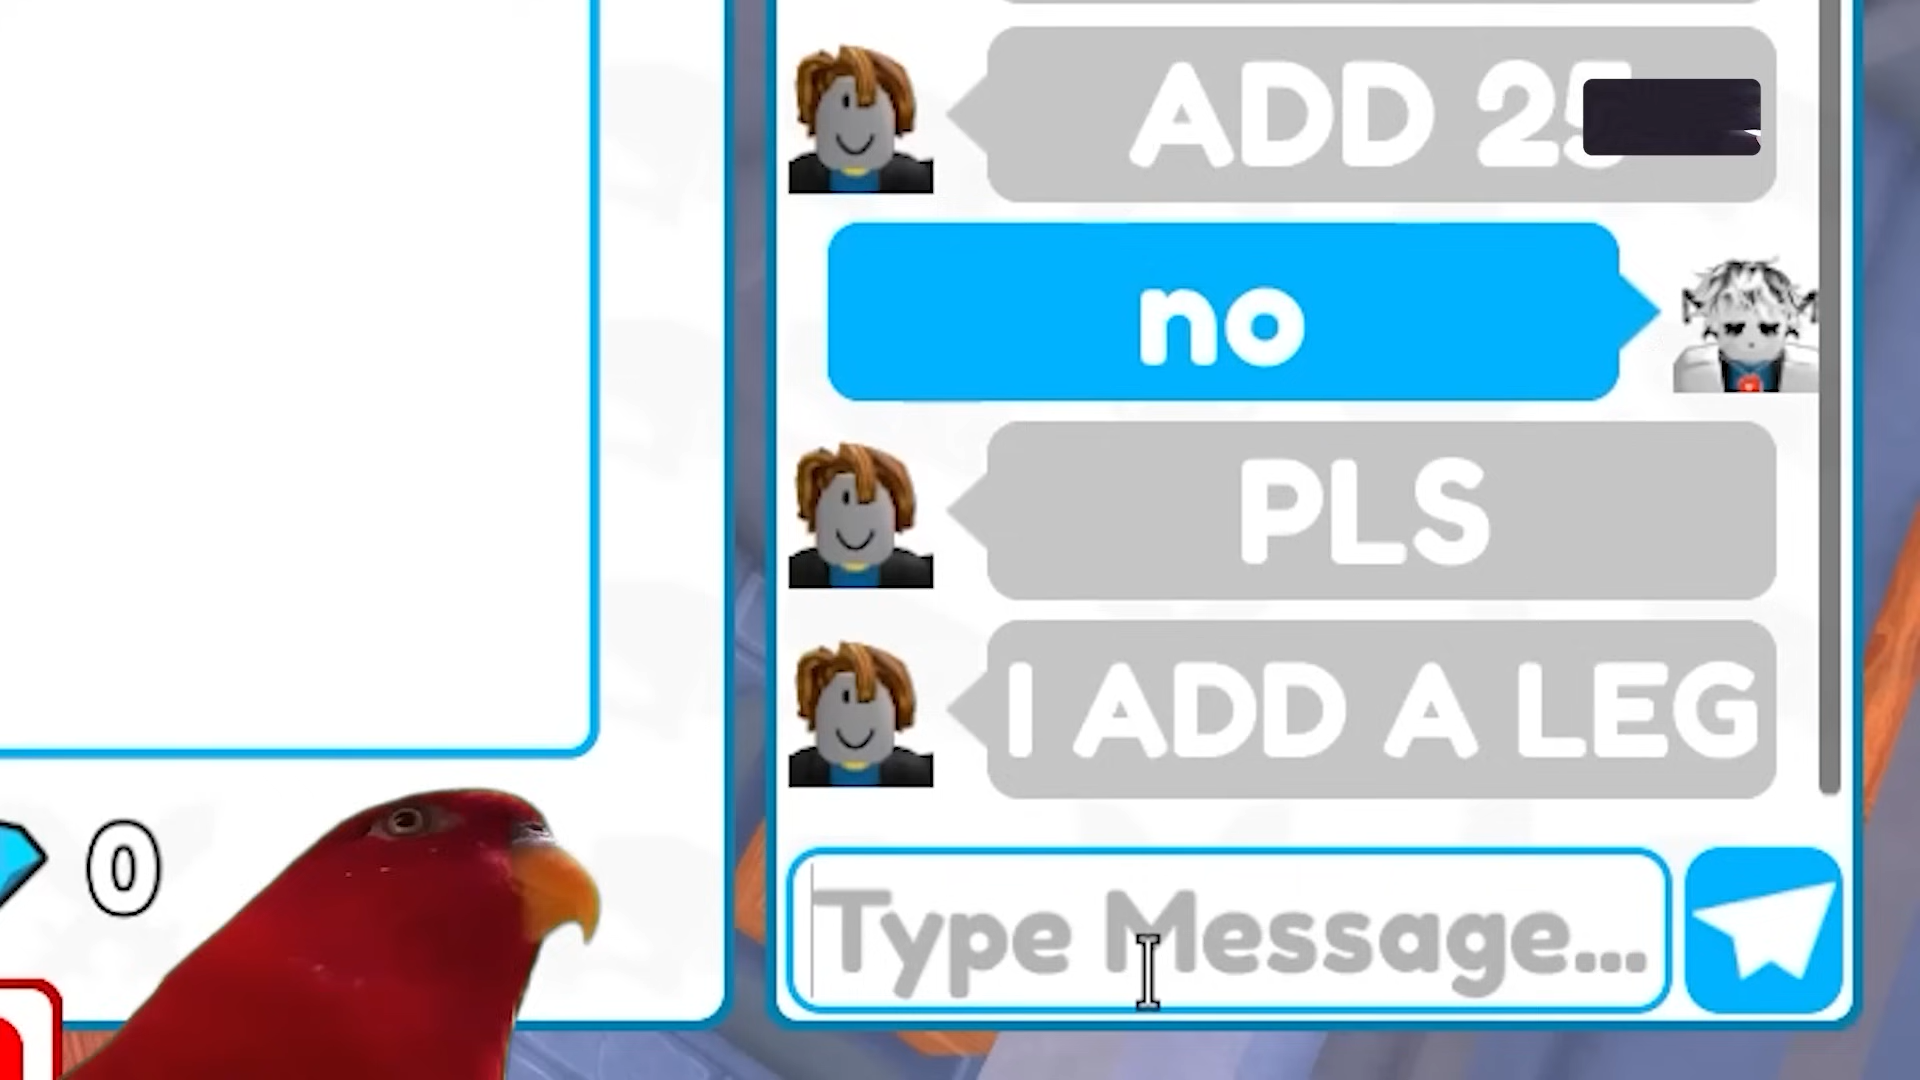 ADD 25
no
PLS
I ADD A LEG
0
Type Message...